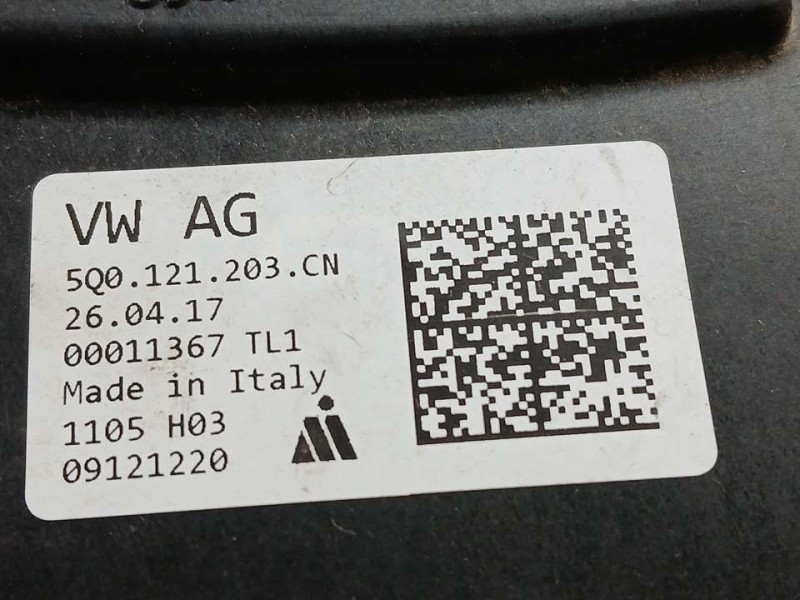 VW AG
5Q0.121.203.CN
26.04.17
00011367 TL1
Made in Italy
1105 H03
09121220